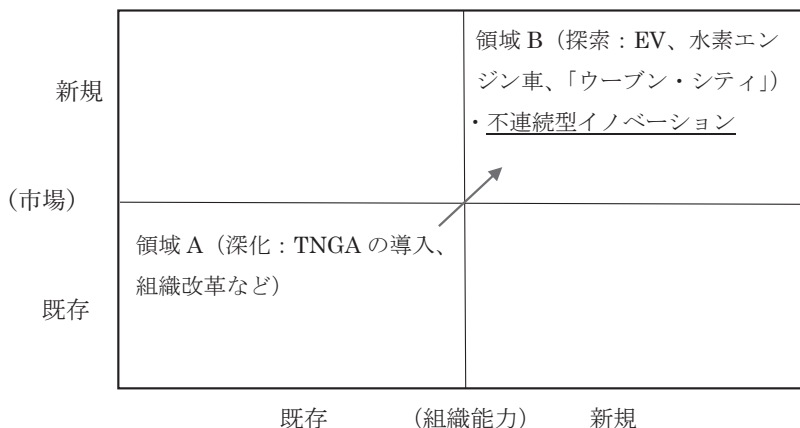 領域 B（探索：EV、水素エン
ジン車、「ウーブン・シティ」）
・不連続型イノベーション
新規
（市場）
領域 A（深化：TNGA の導入、
組織改革など）
既存
既存 （組織能力） 新規